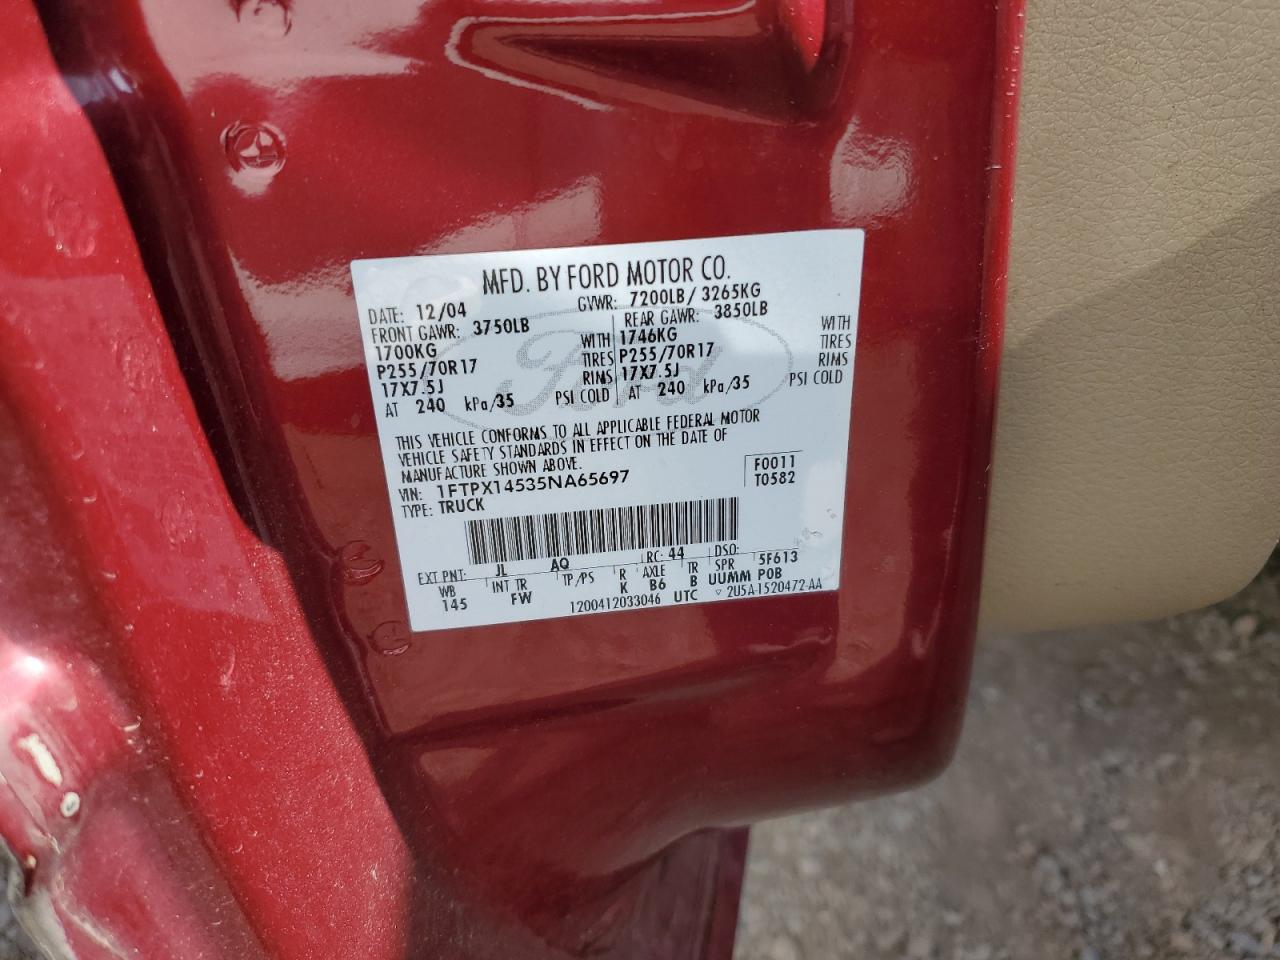 MFD. BY FORD MOTOR CO.
DATE: 12/04 GVWR: 7200LB/ 3265KG
FRONT GAWR: 3750LB REAR GAWR: 3850LB
1700KG WITH 1746KG WITH
P255/70R17 TIRES P255/70R17 TIRES
17X7.5J RIMS 17X7.5J RIMS
AT 240 kPa/35 PSI COLD AT 240 kPa/35 PSI COLD
Ford
THIS VEHICLE CONFORMS TO ALL APPLICABLE FEDERAL MOTOR
VEHICLE SAFETY STANDARDS IN EFFECT ON THE DATE OF
MANUFACTURE SHOWN ABOVE.
VIN: 1FTPX14535NA65697 F0011
TYPE: TRUCK T0582
EXT PNT: JL AQ RC: 44 DSO:
WB INT TR TP/PS R AXLE TR SPR 5F613
145 FW K B6 B UUMM POB
1200412033046 UTC ▽ 2U5A-1520472-AA